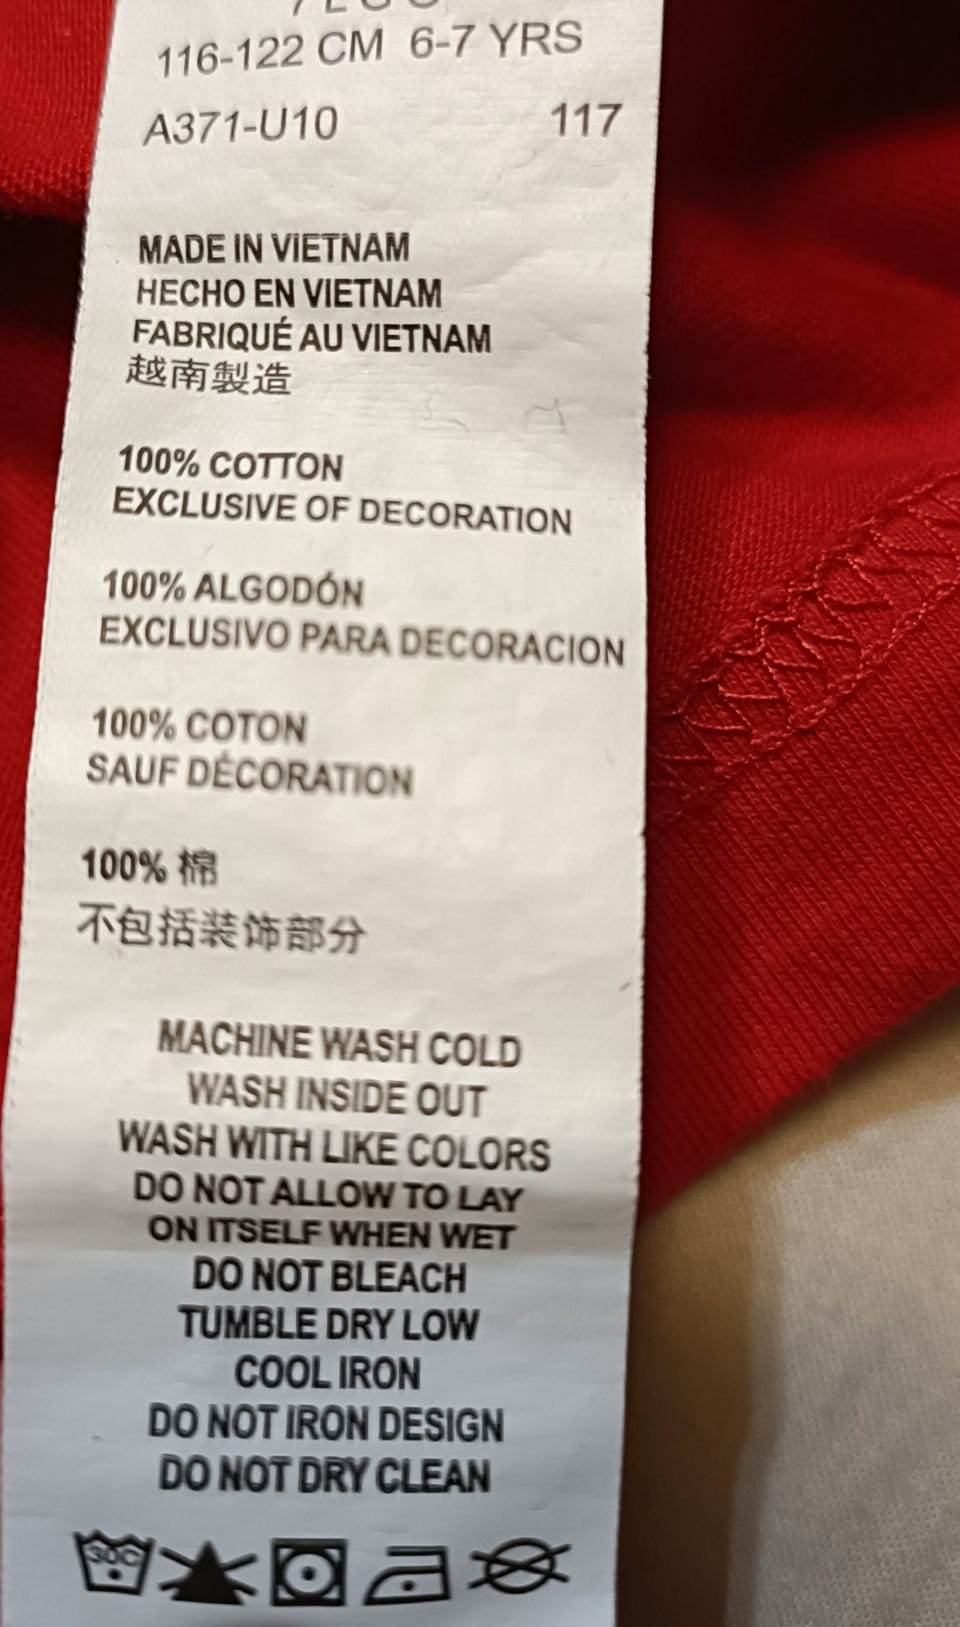 116-122 CM 6-7 YRS
A371-U10 117
MADE IN VIETNAM
HECHO EN VIETNAM
FABRIQUÉ AU VIETNAM
越南製造
100% COTTON
EXCLUSIVE OF DECORATION
100% ALGODÓN
EXCLUSIVO PARA DECORACION
100% COTON
SAUF DÉCORATION
100% 棉
不包括装饰部分
MACHINE WASH COLD
WASH INSIDE OUT
WASH WITH LIKE COLORS
DO NOT ALLOW TO LAY
ON ITSELF WHEN WET
DO NOT BLEACH
TUMBLE DRY LOW
COOL IRON
DO NOT IRON DESIGN
DO NOT DRY CLEAN
30C